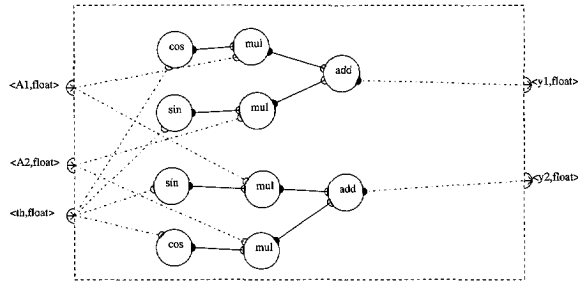 cos
mul
add
<A1,float>
<y1,float>
sin
mul
<A2,float>
sin
mul
add
<y2,float>
<th,float>
cos
mul